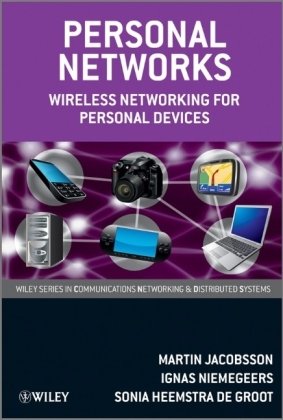 PERSONAL
NETWORKS
WIRELESS NETWORKING FOR
PERSONAL DEVICES
WILEY SERIES IN COMMUNICATIONS NETWORKING & DISTRIBUTED SYSTEMS
MARTIN JACOBSSON
IGNAS NIEMEGEERS
WILEY
SONIA HEEMSTRA DE GROOT